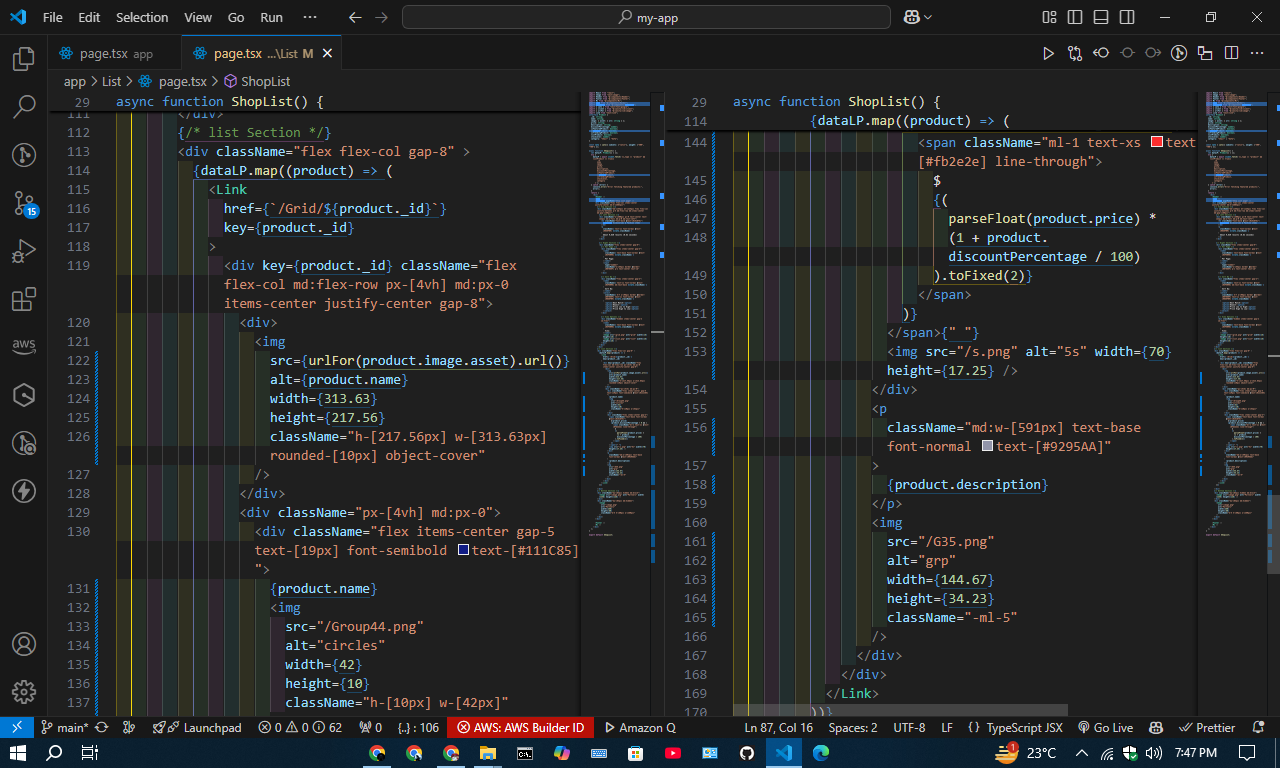 File Edit Selection View Go Run ··· my-app
page.tsx app page.tsx ...\List M
app > List > page.tsx > ShopList
29 async function ShopList() {
111 </div>
112 {/* list Section */}
113 <div className="flex flex-col gap-8" >
114 {dataLP.map((product) => (
115 <Link
116 href={`/Grid/${product._id}`}
117 key={product._id}
118 >
119 <div key={product._id} className="flex
flex-col md:flex-row px-[4vh] md:px-0
items-center justify-center gap-8">
120 <div>
121 <img
122 src={urlFor(product.image.asset).url()}
123 alt={product.name}
124 width={313.63}
125 height={217.56}
126 className="h-[217.56px] w-[313.63px]
rounded-[10px] object-cover"
127 />
128 </div>
129 <div className="px-[4vh] md:px-0">
130 <div className="flex items-center gap-5
text-[19px] font-semibold text-[#111C85]
">
131 {product.name}
132 <img
133 src="/Group44.png"
134 alt="circles"
135 width={42}
136 height={10}
137 className="h-[10px] w-[42px]"
29 async function ShopList() {
114 {dataLP.map((product) => (
144 <span className="ml-1 text-xs text
[#fb2e2e] line-through">
145 $
146 {(
147 parseFloat(product.price) *
148 (1 + product.
discountPercentage / 100)
149 ).toFixed(2)}
150 </span>
151 )}
152 </span>{" "}
153 <img src="/s.png" alt="5s" width={70}
height={17.25} />
154 </div>
155 <p
156 className="md:w-[591px] text-base
font-normal text-[#9295AA]"
157 >
158 {product.description}
159 </p>
160 <img
161 src="/G35.png"
162 alt="grp"
163 width={144.67}
164 height={34.23}
165 className="-ml-5"
166 />
167 </div>
168 </div>
169 </Link>
170 ))}
15
aws
main* Launchpad 0 0 62 0 {..} : 106 AWS: AWS Builder ID Amazon Q Ln 87, Col 16 Spaces: 2 UTF-8 LF {} TypeScript JSX Go Live Prettier
1 23°C 7:47 PM